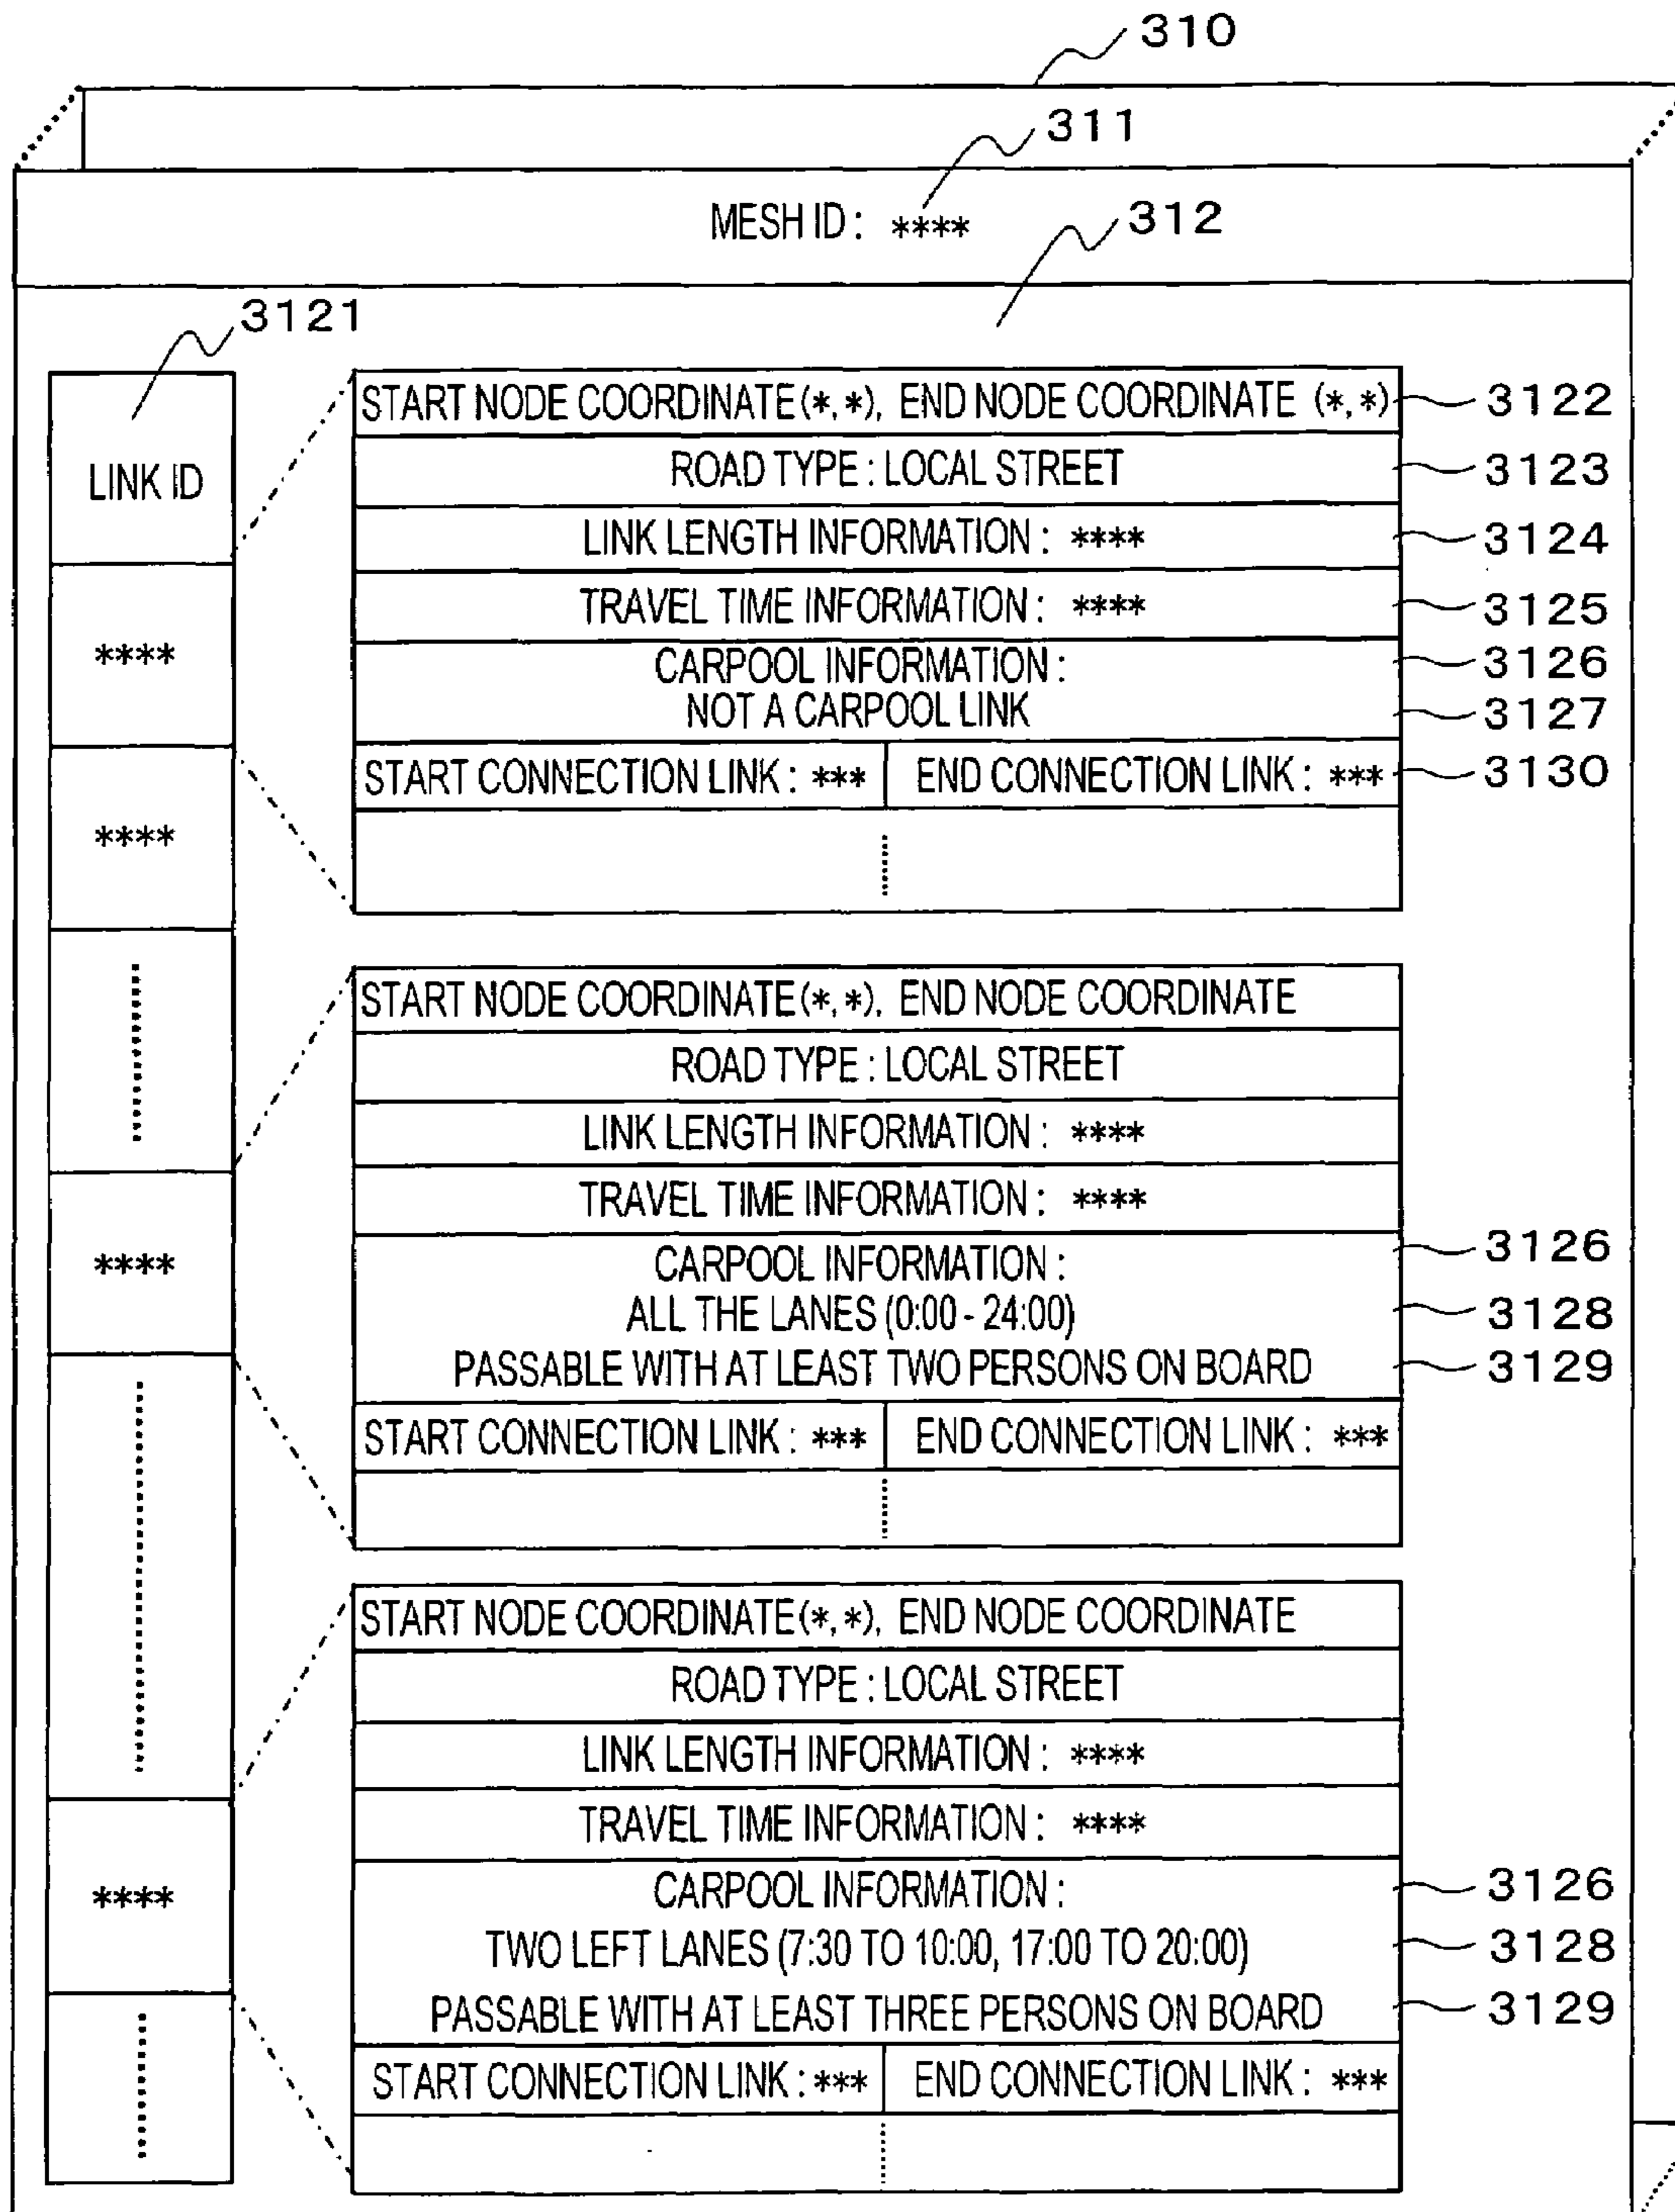 310
311
MESH ID : ****
312
3121
LINK ID
****
****
****
****
START NODE COORDINATE (*, *), END NODE COORDINATE (*, *) 3122
ROAD TYPE : LOCAL STREET 3123
LINK LENGTH INFORMATION : **** 3124
TRAVEL TIME INFORMATION : **** 3125
CARPOOL INFORMATION : 3126
NOT A CARPOOL LINK 3127
START CONNECTION LINK : *** END CONNECTION LINK : *** 3130
START NODE COORDINATE (*, *), END NODE COORDINATE
ROAD TYPE : LOCAL STREET
LINK LENGTH INFORMATION : ****
TRAVEL TIME INFORMATION : ****
CARPOOL INFORMATION : 3126
ALL THE LANES (0:00 - 24:00) 3128
PASSABLE WITH AT LEAST TWO PERSONS ON BOARD 3129
START CONNECTION LINK : *** END CONNECTION LINK : ***
START NODE COORDINATE (*, *), END NODE COORDINATE
ROAD TYPE : LOCAL STREET
LINK LENGTH INFORMATION : ****
TRAVEL TIME INFORMATION : ****
CARPOOL INFORMATION : 3126
TWO LEFT LANES (7:30 TO 10:00, 17:00 TO 20:00) 3128
PASSABLE WITH AT LEAST THREE PERSONS ON BOARD 3129
START CONNECTION LINK : *** END CONNECTION LINK : ***